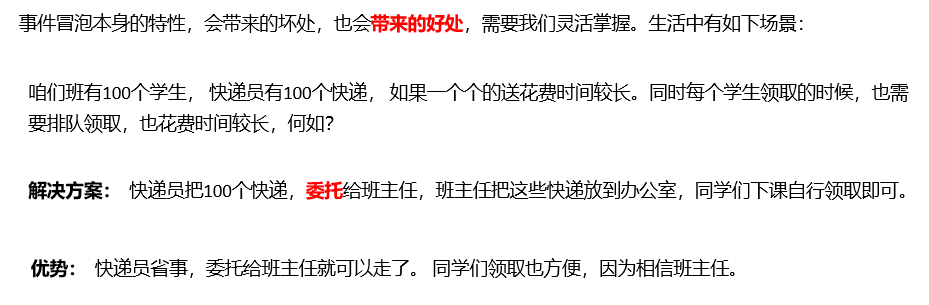 事件冒泡本身的特性，会带来的坏处，也会带来的好处，需要我们灵活掌握。生活中有如下场景：
咱们班有100个学生， 快递员有100个快递， 如果一个个的送花费时间较长。同时每个学生领取的时候，也需
要排队领取，也花费时间较长，何如？
解决方案： 快递员把100个快递，委托给班主任，班主任把这些快递放到办公室，同学们下课自行领取即可。
优势： 快递员省事，委托给班主任就可以走了。 同学们领取也方便，因为相信班主任。